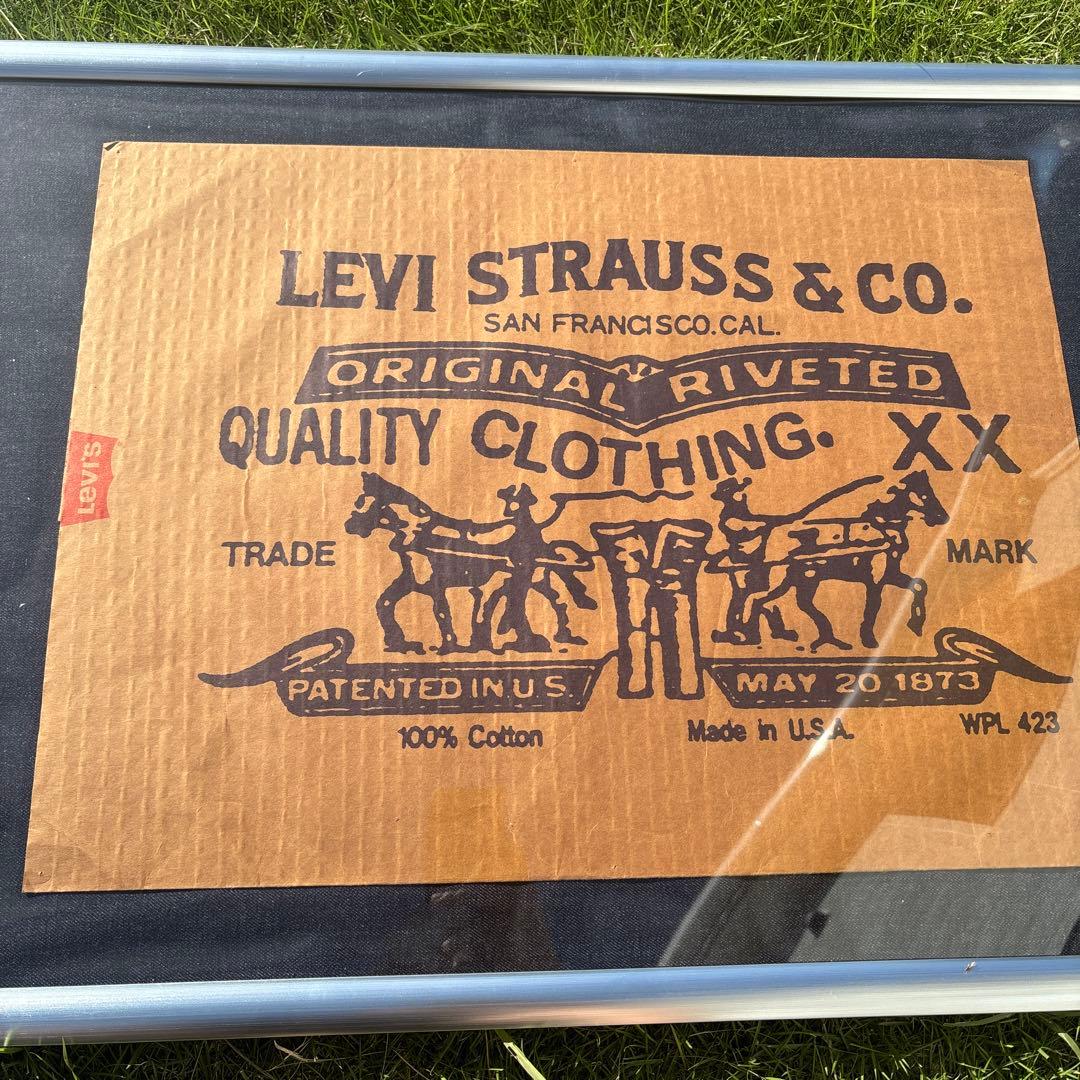 LEVI STRAUSS & CO.
SAN FRANCISCO. CAL.
ORIGINAL RIVETED
QUALITY CLOTHING. XX
Levi's
TRADE MARK
PATENTED IN U.S. MAY 20 1873
100% Cotton Made in U.S.A. WPL 423